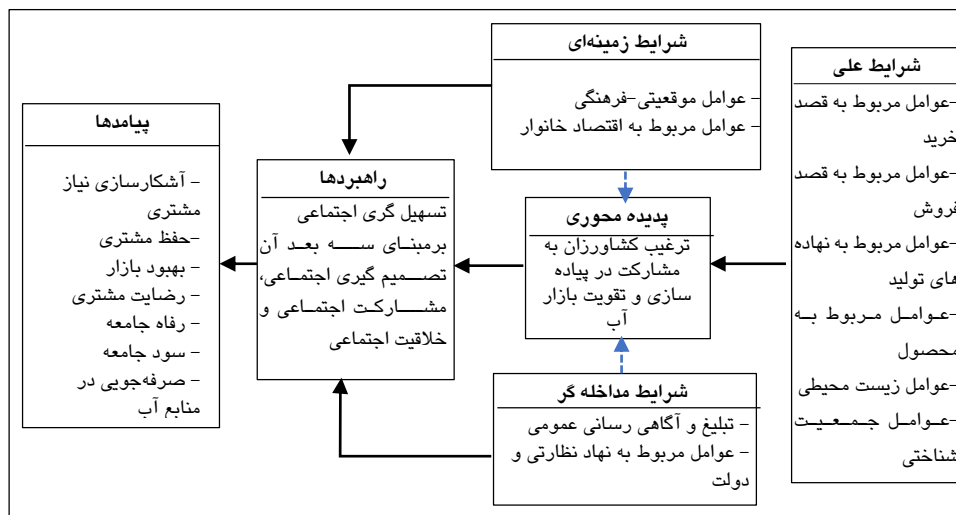 شرایط علی
-عوامل مربوط به قصد
خرید
-عوامل مربوط به قصد
فروش
-عوامل مربوط به نهاده
های تولید
-عوامل مربوط به
محصول
-عوامل زیست محیطی
-عوامل جمعیت
شناختی
شرایط زمینه‌ای
- عوامل موقعیتی-فرهنگی
- عوامل مربوط به اقتصاد خانوار
پدیده محوری
ترغیب کشاورزان به
مشارکت در پیاده
سازی و تقویت بازار
آب
شرایط مداخله گر
- تبلیغ و آگاهی رسانی عمومی
- عوامل مربوط به نهاد نظارتی و
دولت
راهبردها
تسهیل گری اجتماعی
برمبنای سه بعد آن
تصمیم گیری اجتماعی،
مشارکت اجتماعی و
خلاقیت اجتماعی
پیامدها
- آشکارسازی نیاز
مشتری
-حفظ مشتری
- بهبود بازار
- رضایت مشتری
- رفاه جامعه
- سود جامعه
- صرفه‌جویی در
منابع آب